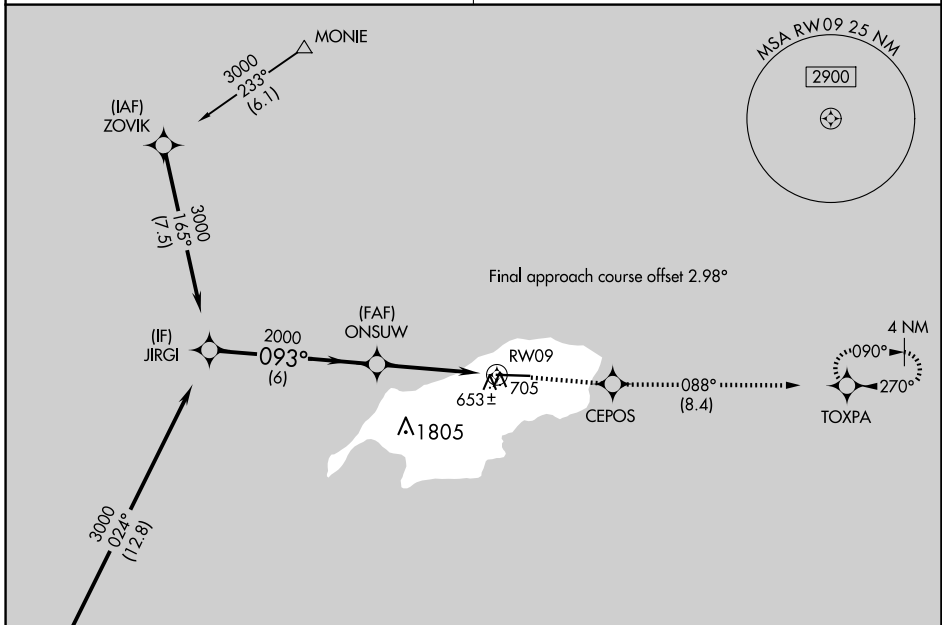 MONIE
3000
233°
(6.1)
(IAF)
ZOVIK
MSA RW09 25 NM
2900
3000
165°
(7.5)
Final approach course offset 2.98°
(IF)
JIRGI
2000
093°
(6)
(FAF)
ONSUW
RW09
653±
705
1805
CEPOS
088°
(8.4)
4 NM
090°
270°
TOXPA
3000
024°
(12.8)